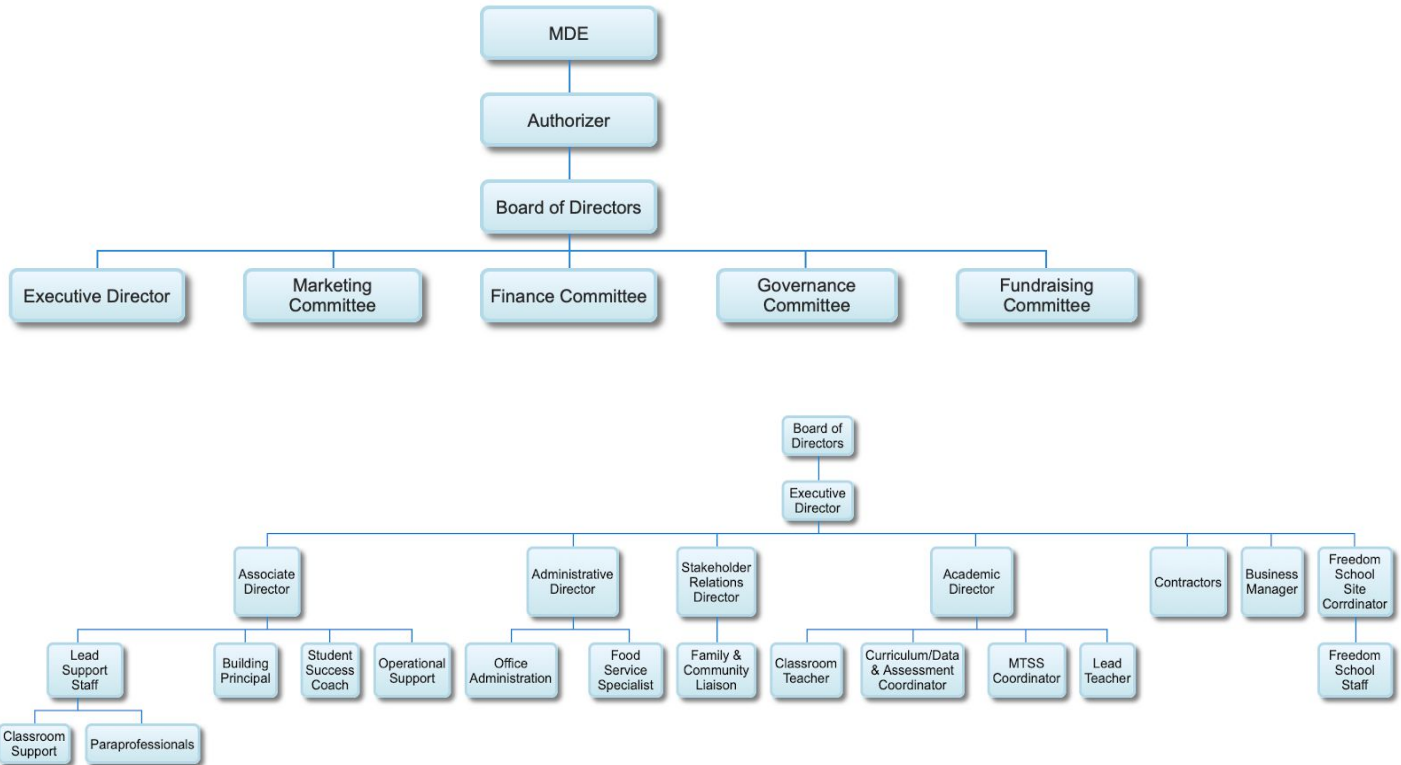 MDE
Authorizer
Board of Directors
Executive Director
Marketing
Committee
Finance Committee
Governance
Committee
Fundraising
Committee
Board of
Directors
Executive
Director
Associate
Director
Administrative
Director
Stakeholder
Relations
Director
Academic
Director
Contractors
Business
Manager
Freedom
School
Site
Corrdinator
Lead
Support
Staff
Building
Principal
Student
Success
Coach
Operational
Support
Office
Administration
Food
Service
Specialist
Family &
Community
Liaison
Classroom
Teacher
Curriculum/Data
& Assessment
Coordinator
MTSS
Coordinator
Lead
Teacher
Freedom
School
Staff
Classroom
Support
Paraprofessionals